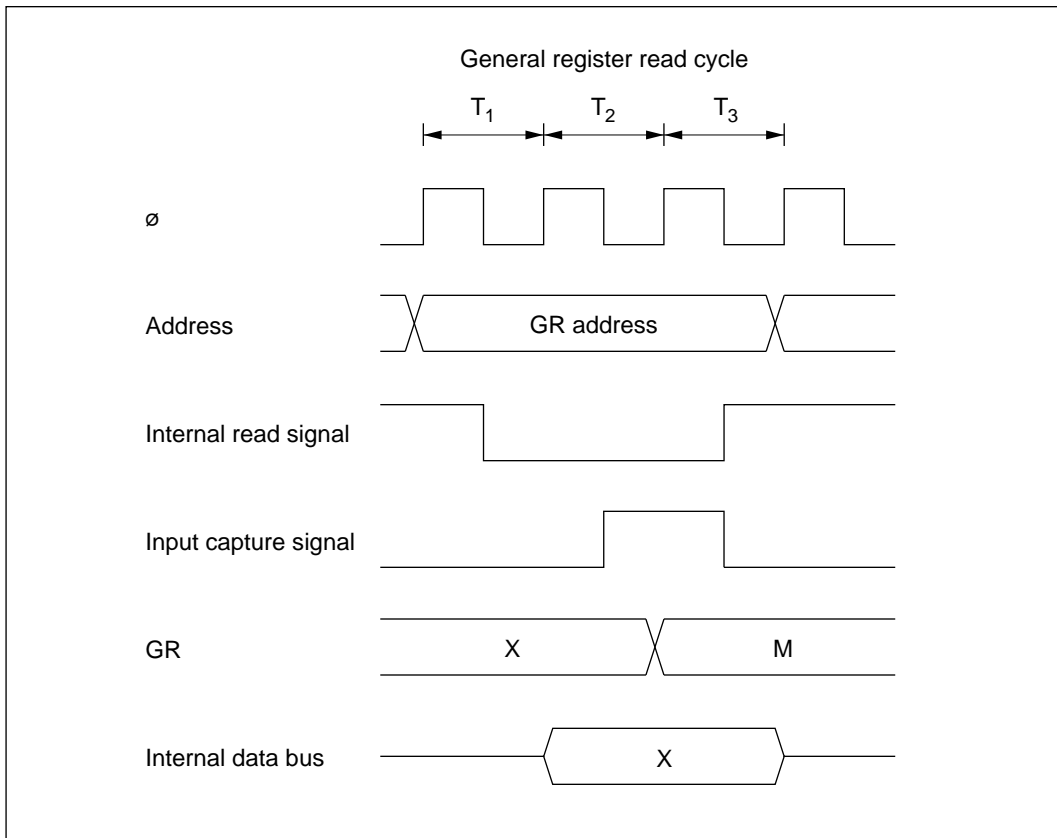 General register read cycle
T1 T2 T3
ø
Address GR address
Internal read signal
Input capture signal
GR X M
Internal data bus X